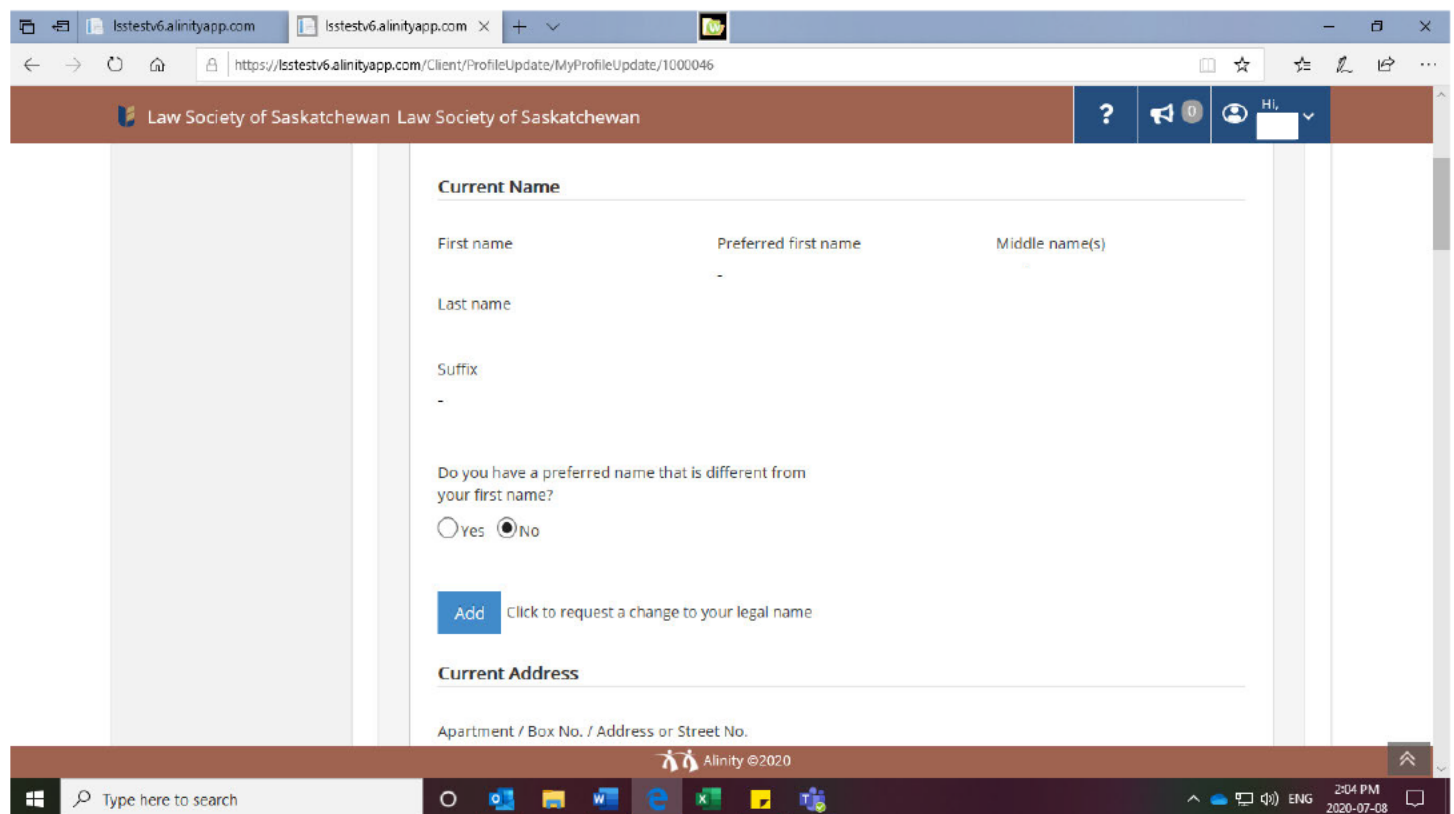 lsstestv6.alinityapp.com
lsstestv6.alinityapp.com
https://lsstestv6.alinityapp.com/Client/ProfileUpdate/MyProfileUpdate/1000046
Law Society of Saskatchewan Law Society of Saskatchewan
?
0
Hi,
Current Name
First name Preferred first name Middle name(s)
-
Last name
Suffix
-
Do you have a preferred name that is different from
your first name?
Yes No
Add Click to request a change to your legal name
Current Address
Apartment / Box No. / Address or Street No.
Alinity ©2020
Type here to search
ENG
2:04 PM
2020-07-08